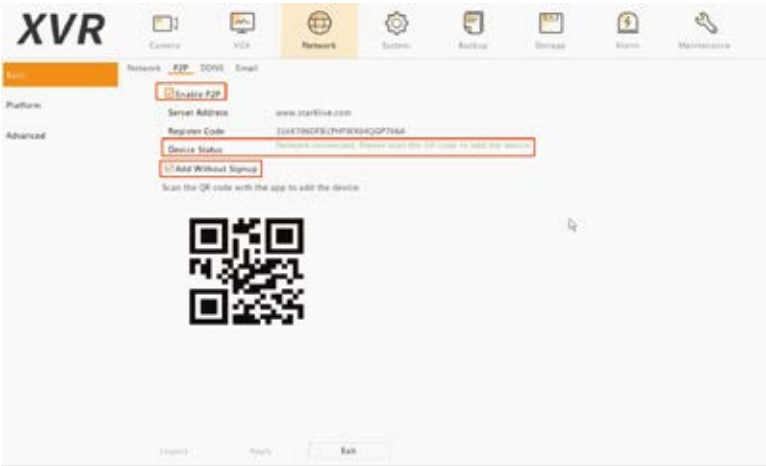 XVR
Camera VCA Network System Backup Storage Alarm Maintenance
Basic
Network P2P DDNS Email
Enable P2P
Platform
Server Address www.star4live.com
Register Code
Advanced
Device Status Network connected. Please scan the QR code to add the device.
Add Without Signup
Scan the QR code with the app to add the device
Apply Exit